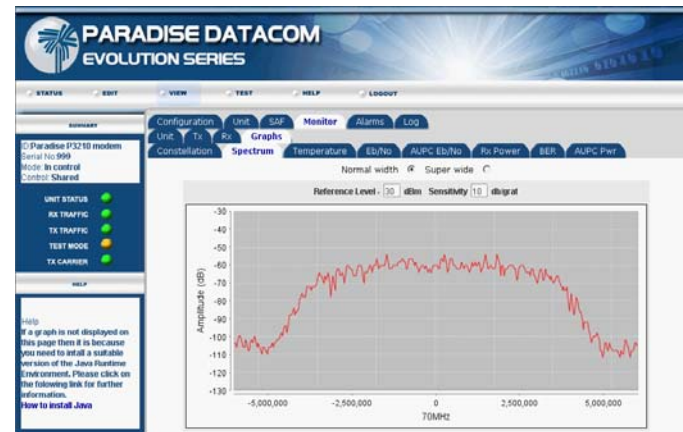 PARADISE DATACOM
EVOLUTION SERIES
STATUS EDIT VIEW TEST HELP LOGOUT
SUMMARY
ID:Paradise P3210 modem
Serial No:999
Mode: In control
Control: Shared
UNIT STATUS
RX TRAFFIC
TX TRAFFIC
TEST MODE
TX CARRIER
HELP
Help
If a graph is not displayed on
this page then it is because
you need to intall a suitable
version of the Java Runtime
Environment. Please click on
the folowing link for further
information.
How to install Java
Configuration Unit SAF Monitor Alarms Log
Unit Tx Rx Graphs
Constellation Spectrum Temperature Eb/No AUPC Eb/No Rx Power BER AUPC Pwr
Normal width Super wide
Reference Level - 30 dBm Sensitivity 10 db/grat
Amplitude (dB)
-30
-40
-50
-60
-70
-80
-90
-100
-110
-120
-130
-5,000,000 -2,500,000 0 2,500,000 5,000,000
70MHz